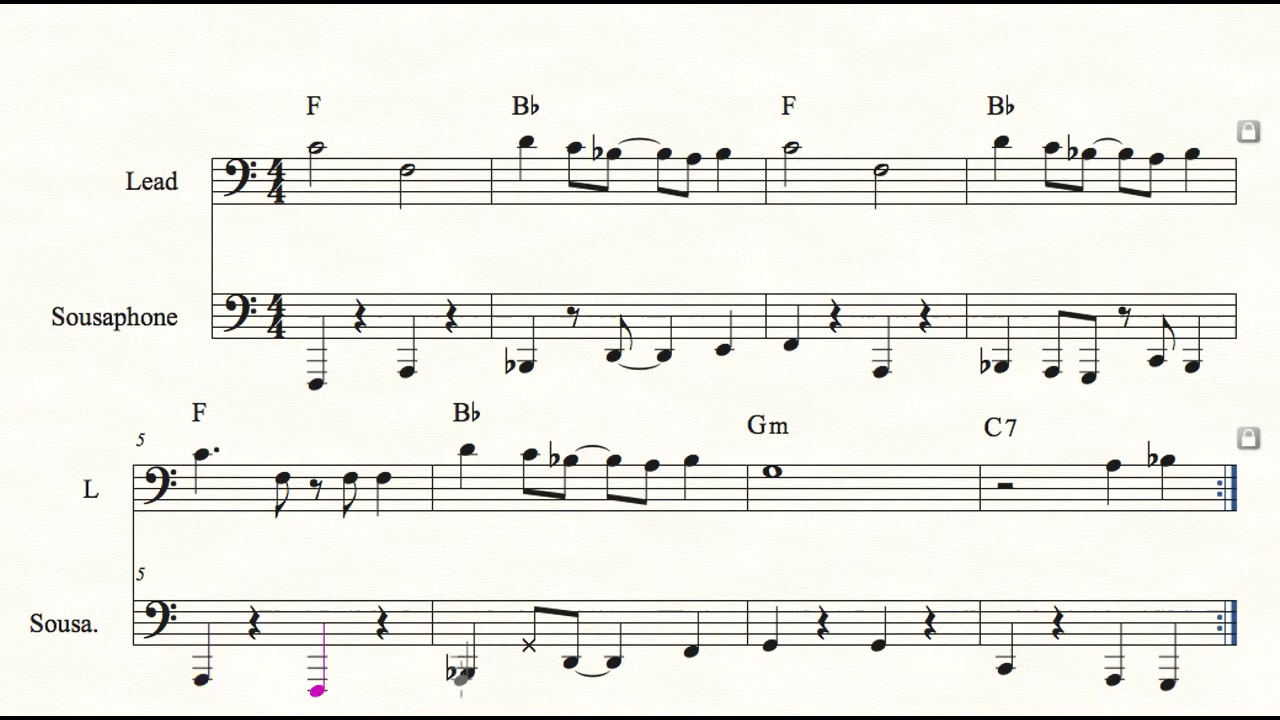 F B♭ F B♭
Lead
4/4
Sousaphone
4/4
F B♭ Gm C7
5
L
5
Sousa.